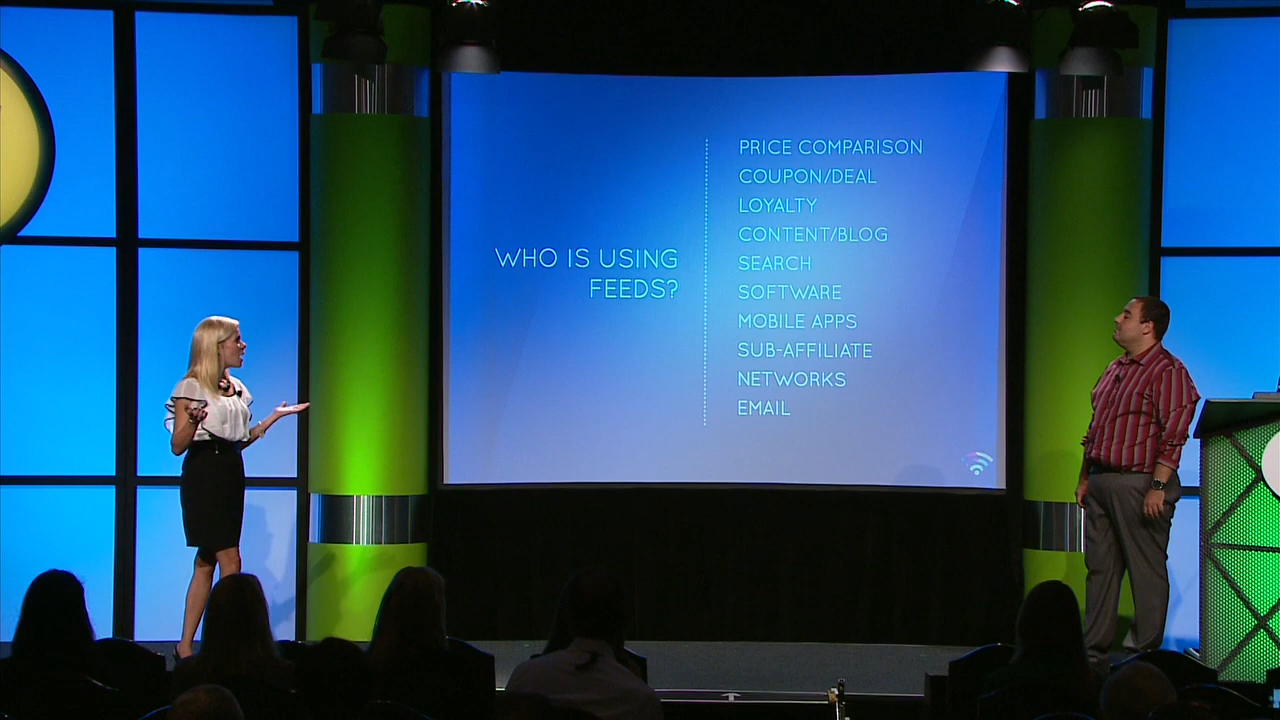 WHO IS USING
FEEDS?
PRICE COMPARISON
COUPON/DEAL
LOYALTY
CONTENT/BLOG
SEARCH
SOFTWARE
MOBILE APPS
SUB-AFFILIATE
NETWORKS
EMAIL